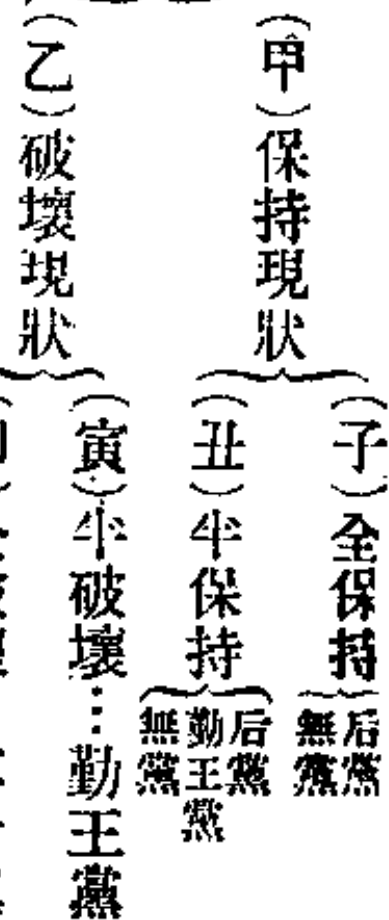 （甲）保持現狀
（子）全保持
后黨
無黨
（丑）半保持
后黨
勤王黨
無黨
（乙）破壞現狀
（寅）半破壞…勤王黨